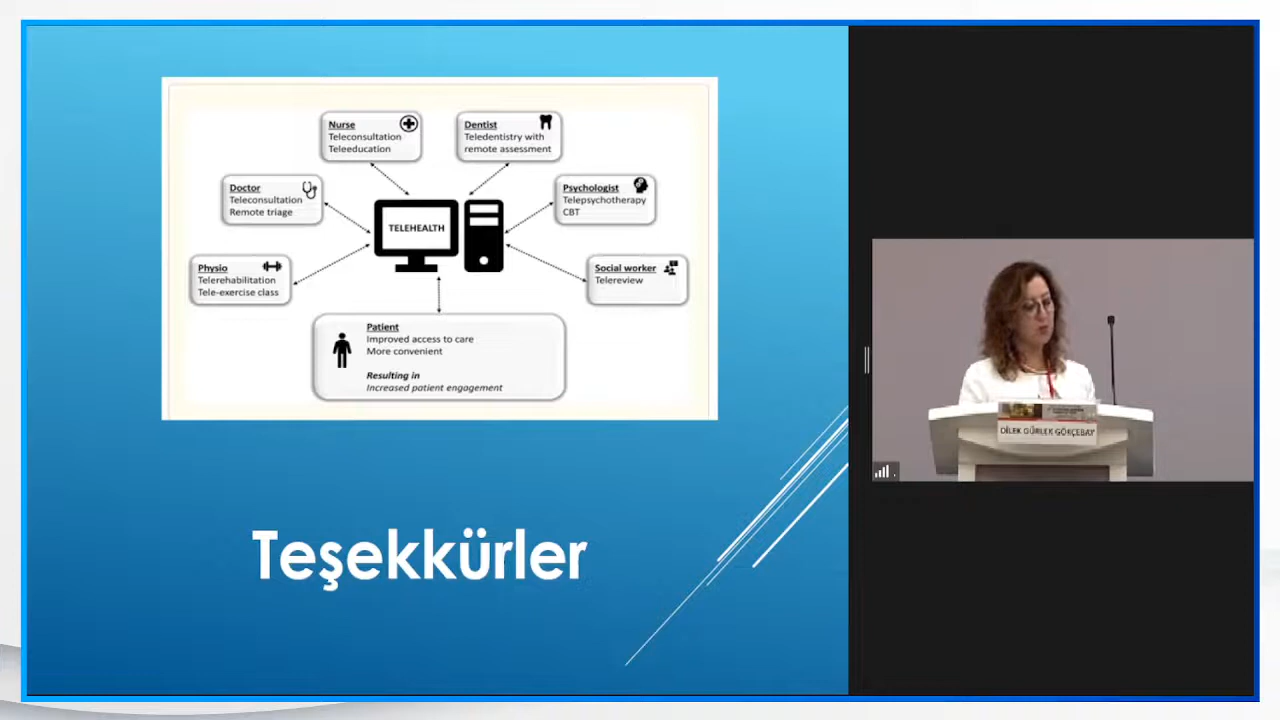 Nurse
Teleconsultation
Teleeducation
Dentist
Teledentistry with
remote assessment
Doctor
Teleconsultation
Remote triage
TELEHEALTH
Psychologist
Telepsychotherapy
CBT
Physio
Telerehabilitation
Tele-exercise class
Social worker
Telereview
Patient
Improved access to care
More convenient
Resulting in
Increased patient engagement
Teşekkürler
DİLEK GÜRLEK GÖKÇEBAY